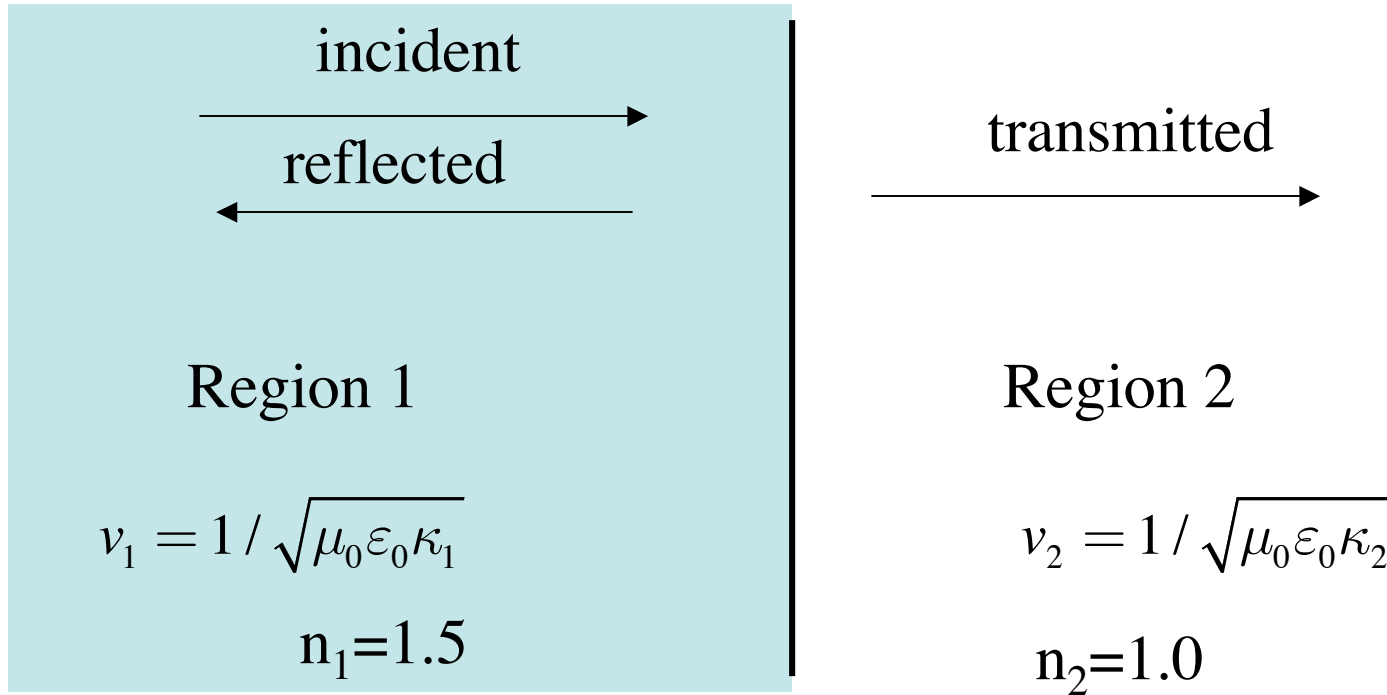 incident
reflected
transmitted
Region 1
Region 2
v₁ = 1 / √μ₀ε₀κ₁
v₂ = 1 / √μ₀ε₀κ₂
n₁=1.5
n₂=1.0